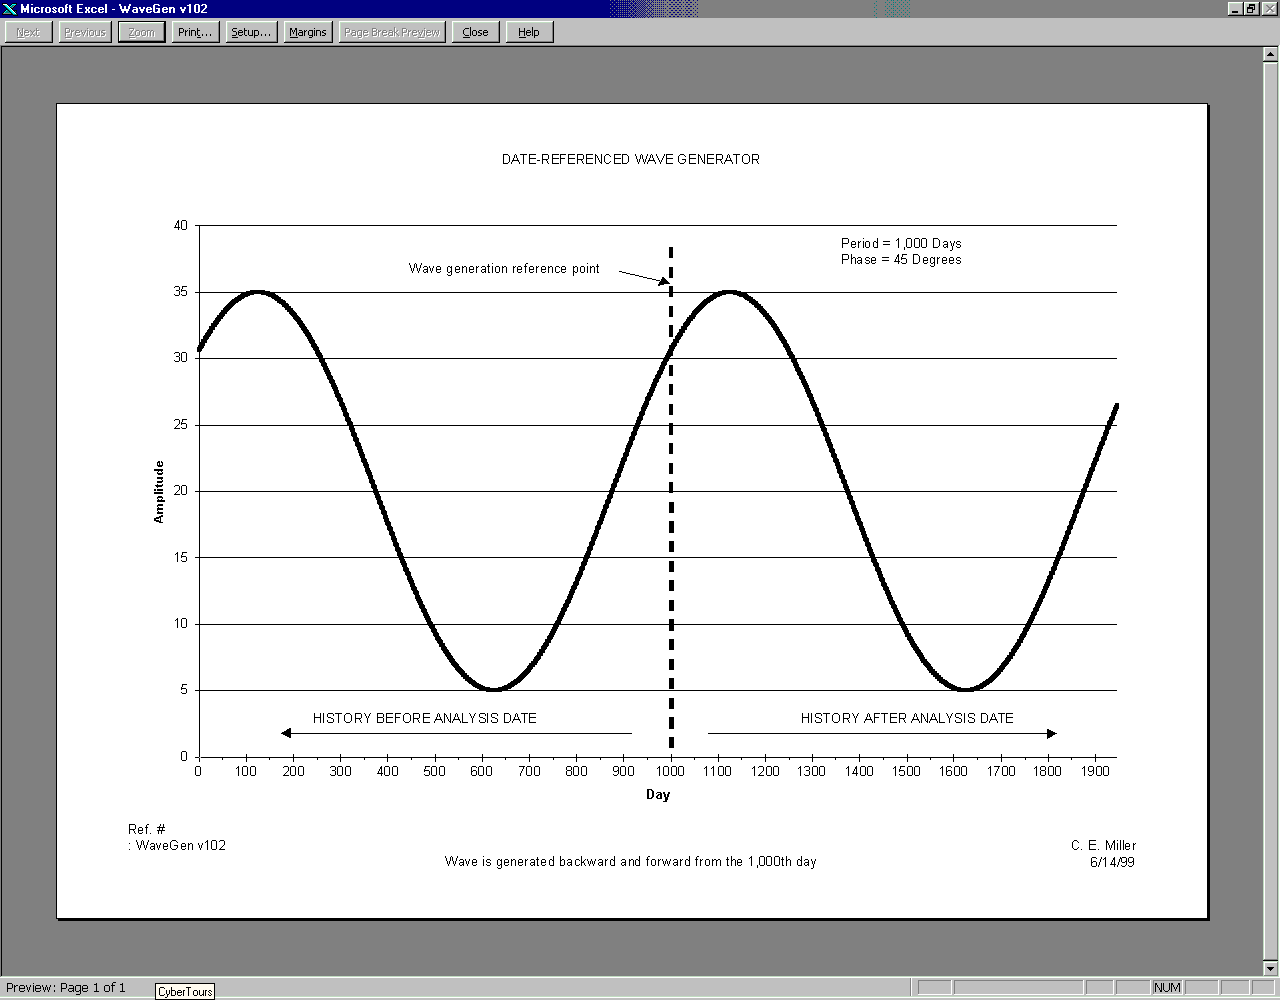 Microsoft Excel - WaveGen v102
Next Previous Zoom Print... Setup... Margins Page Break Preview Close Help
DATE-REFERENCED WAVE GENERATOR
40
Period = 1,000 Days
Phase = 45 Degrees
Wave generation reference point
35
30
25
20
15
10
5
0
Amplitude
HISTORY BEFORE ANALYSIS DATE
HISTORY AFTER ANALYSIS DATE
0 100 200 300 400 500 600 700 800 900 1000 1100 1200 1300 1400 1500 1600 1700 1800 1900
Day
Ref. #
: WaveGen v102
C. E. Miller
6/14/99
Wave is generated backward and forward from the 1,000th day
Preview: Page 1 of 1
CyberTours
NUM